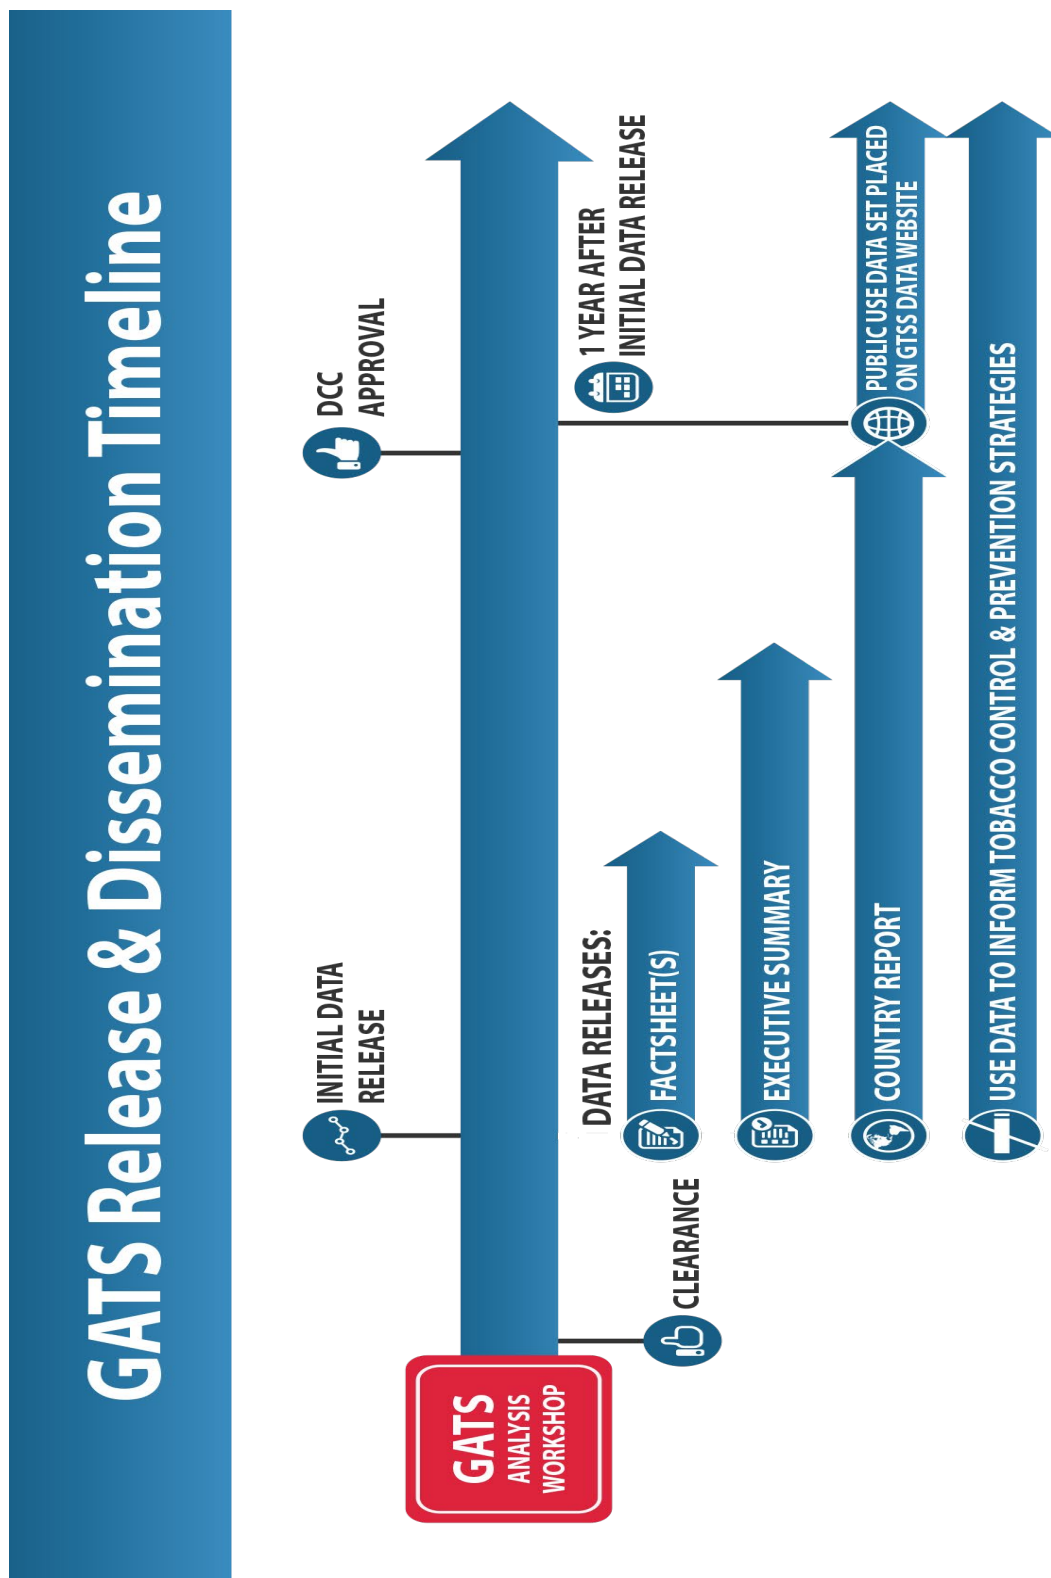 GATS Release & Dissemination Timeline
INITIAL DATA
RELEASE
DCC
APPROVAL
GATS
ANALYSIS
WORKSHOP
CLEARANCE
1 YEAR AFTER
INITIAL DATA RELEASE
DATA RELEASES:
FACTSHEET(S)
EXECUTIVE SUMMARY
COUNTRY REPORT
PUBLIC USE DATA SET PLACED
ON GTSS DATA WEBSITE
USE DATA TO INFORM TOBACCO CONTROL & PREVENTION STRATEGIES